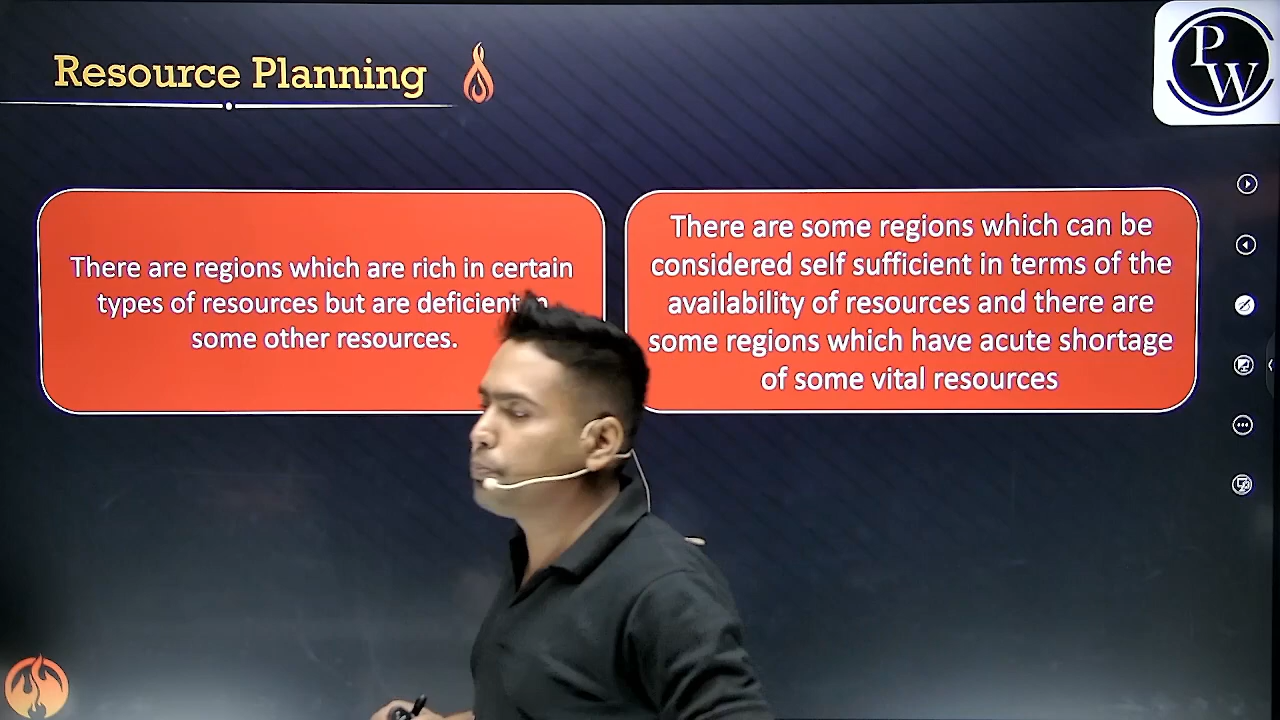 Resource Planning
PW
There are regions which are rich in certain
types of resources but are deficient
some other resources.
There are some regions which can be
considered self sufficient in terms of the
availability of resources and there are
some regions which have acute shortage
of some vital resources